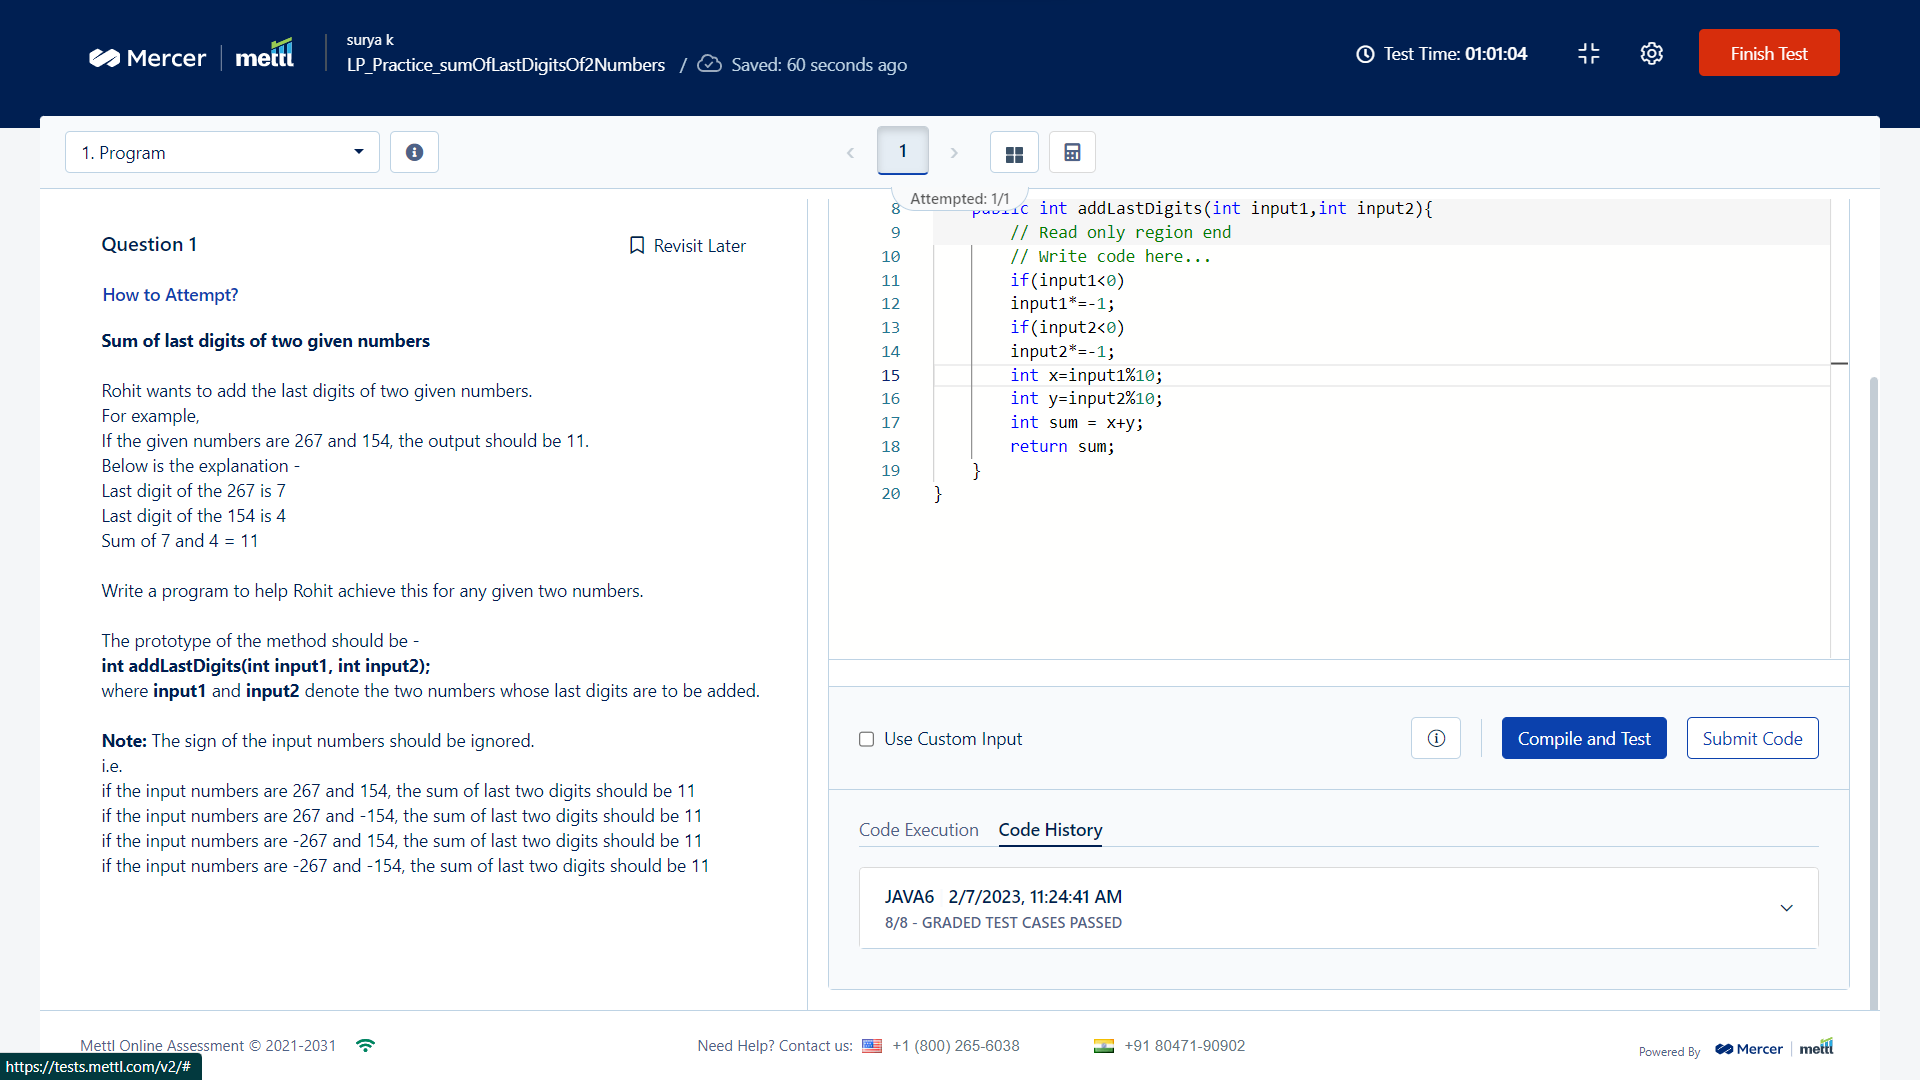 Mercer mettl
surya k
LP_Practice_sumOfLastDigitsOf2Numbers / Saved: 60 seconds ago
Test Time: 01:01:04
Finish Test
1. Program
1
Attempted: 1/1
Question 1
Revisit Later
How to Attempt?
Sum of last digits of two given numbers
Rohit wants to add the last digits of two given numbers.
For example,
If the given numbers are 267 and 154, the output should be 11.
Below is the explanation -
Last digit of the 267 is 7
Last digit of the 154 is 4
Sum of 7 and 4 = 11
Write a program to help Rohit achieve this for any given two numbers.
The prototype of the method should be -
int addLastDigits(int input1, int input2);
where input1 and input2 denote the two numbers whose last digits are to be added.
Note: The sign of the input numbers should be ignored.
i.e.
if the input numbers are 267 and 154, the sum of last two digits should be 11
if the input numbers are 267 and -154, the sum of last two digits should be 11
if the input numbers are -267 and 154, the sum of last two digits should be 11
if the input numbers are -267 and -154, the sum of last two digits should be 11
8 public int addLastDigits(int input1,int input2){
9 // Read only region end
10 // Write code here...
11 if(input1<0)
12 input1*=-1;
13 if(input2<0)
14 input2*=-1;
15 int x=input1%10;
16 int y=input2%10;
17 int sum = x+y;
18 return sum;
19 }
20 }
Use Custom Input
Compile and Test
Submit Code
Code Execution
Code History
JAVA6 2/7/2023, 11:24:41 AM
8/8 - GRADED TEST CASES PASSED
Mettl Online Assessment © 2021-2031
Need Help? Contact us: +1 (800) 265-6038
+91 80471-90902
Powered By Mercer mettl
https://tests.mettl.com/v2/#